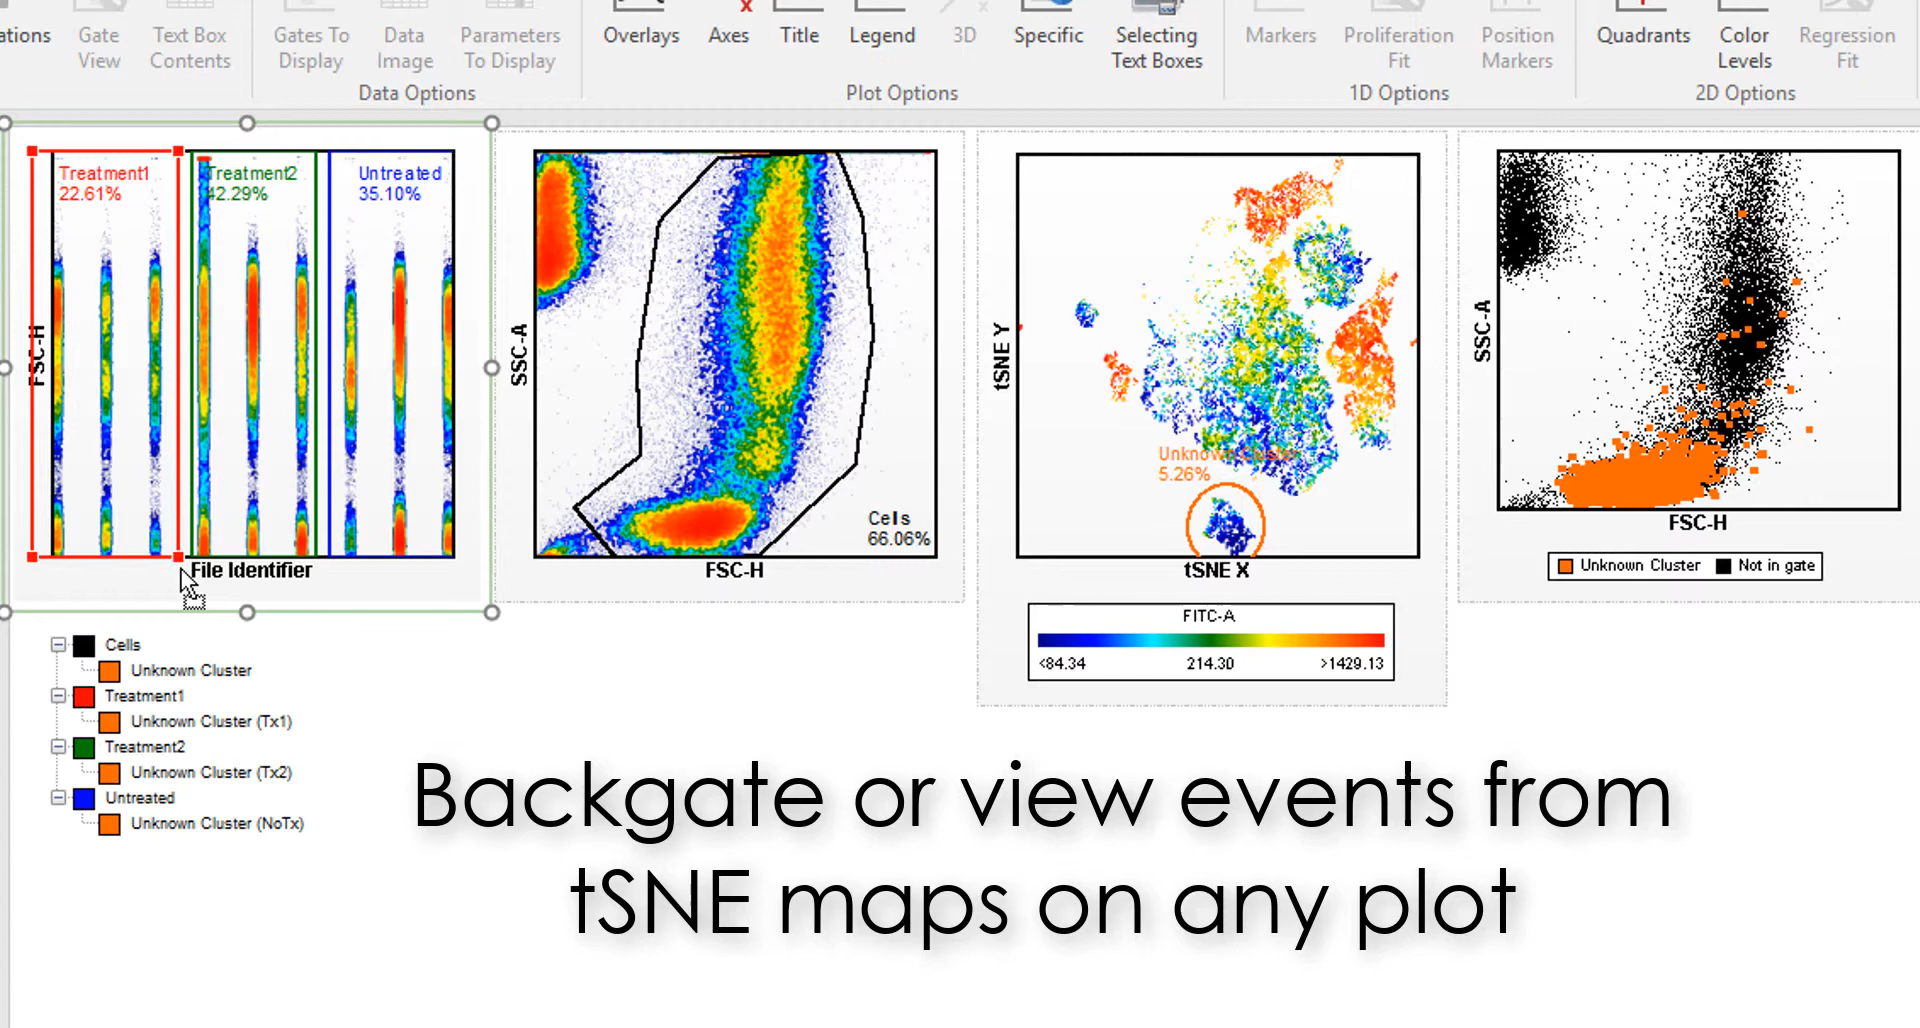 ations
Gate
View
Text Box
Contents
Gates To
Display
Data
Image
Parameters
To Display
Data Options
Overlays
Axes
Title
Legend
3D
Specific
Selecting
Text Boxes
Plot Options
Markers
Proliferation
Fit
Position
Markers
1D Options
Quadrants
Color
Levels
Regression
Fit
2D Options
Treatment1
22.61%
Treatment2
42.29%
Untreated
35.10%
FSC-H
File Identifier
SSC-A
Cells
66.06%
FSC-H
tSNE Y
Unknown Cluster
5.26%
tSNE X
FITC-A
<84.34
214.30
>1429.13
SSC-A
FSC-H
Unknown Cluster
Not in gate
Cells
Unknown Cluster
Treatment1
Unknown Cluster (Tx1)
Treatment2
Unknown Cluster (Tx2)
Untreated
Unknown Cluster (NoTx)
Backgate or view events from
tSNE maps on any plot